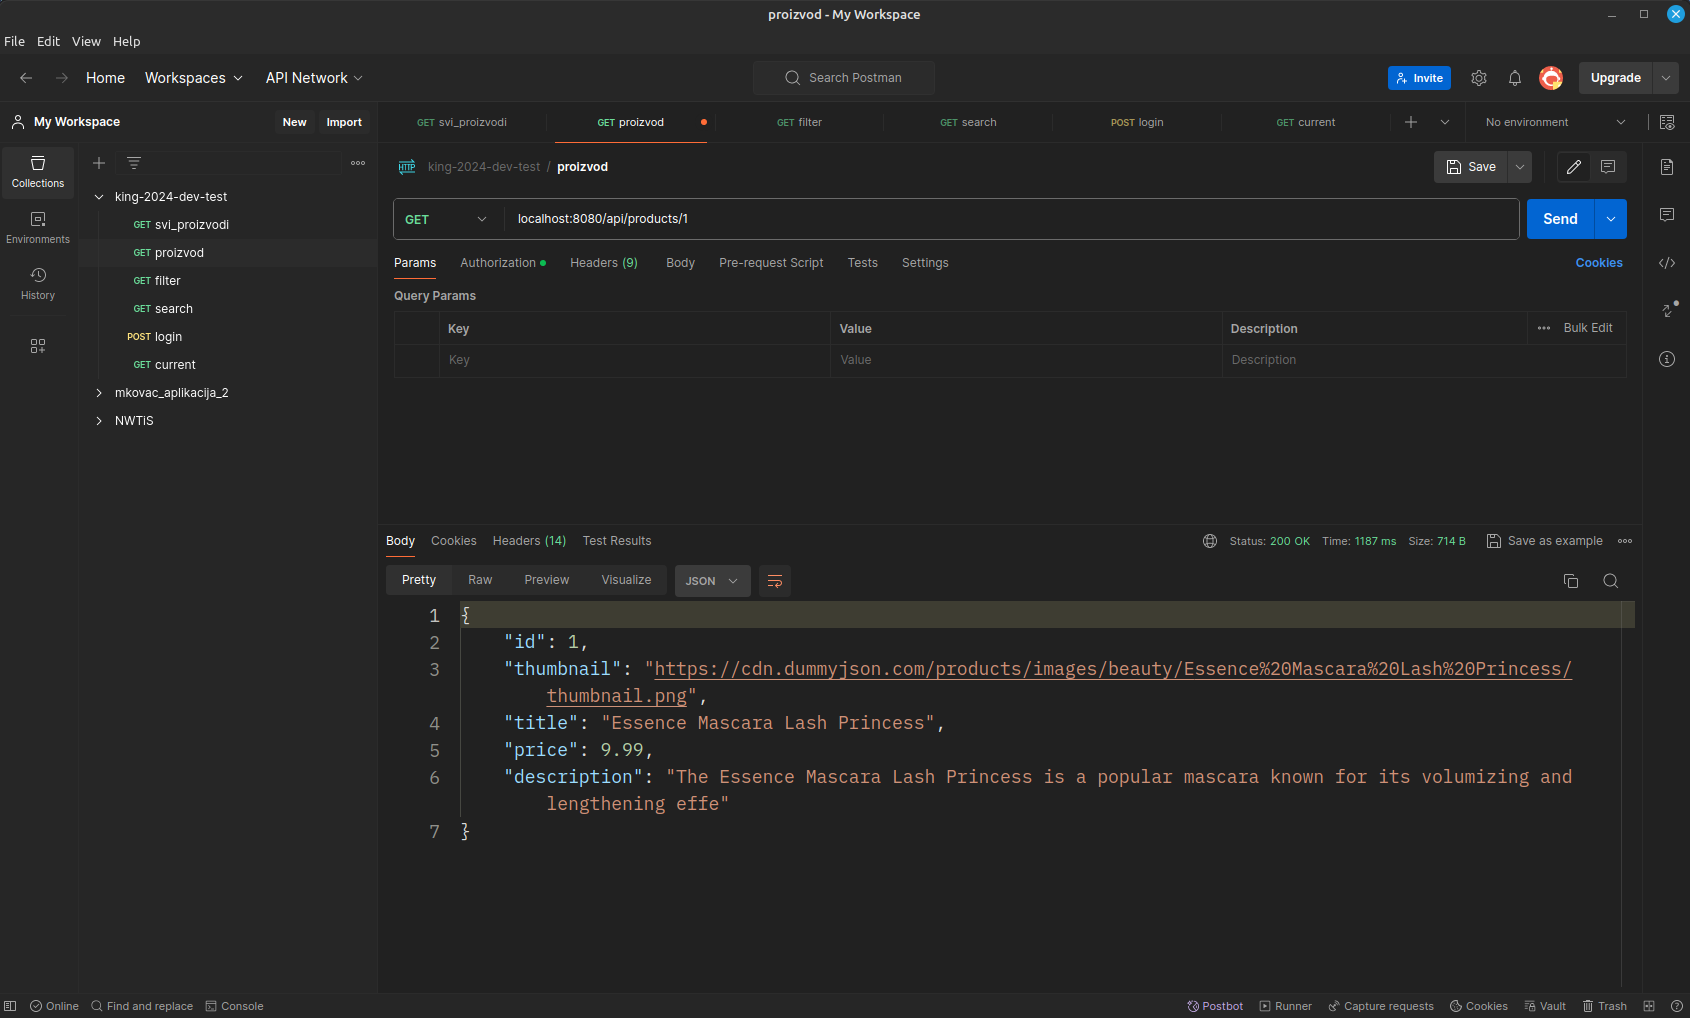 proizvod - My Workspace
File Edit View Help
Home Workspaces API Network Search Postman Invite Upgrade
My Workspace New Import
GET svi_proizvodi GET proizvod GET filter GET search POST login GET current No environment
Collections
Environments
History
king-2024-dev-test
GET svi_proizvodi
GET proizvod
GET filter
GET search
POST login
GET current
mkovac_aplikacija_2
NWTiS
HTTP king-2024-dev-test / proizvod Save
GET localhost:8080/api/products/1 Send
Params Authorization Headers (9) Body Pre-request Script Tests Settings Cookies
Query Params
Key Value Description Bulk Edit
Key Value Description
Body Cookies Headers (14) Test Results Status: 200 OK Time: 1187 ms Size: 714 B Save as example
Pretty Raw Preview Visualize JSON
1 {
2 "id": 1,
3 "thumbnail": "https://cdn.dummyjson.com/products/images/beauty/Essence%20Mascara%20Lash%20Princess/
thumbnail.png",
4 "title": "Essence Mascara Lash Princess",
5 "price": 9.99,
6 "description": "The Essence Mascara Lash Princess is a popular mascara known for its volumizing and
lengthening effe"
7 }
Online Find and replace Console Postbot Runner Capture requests Cookies Vault Trash